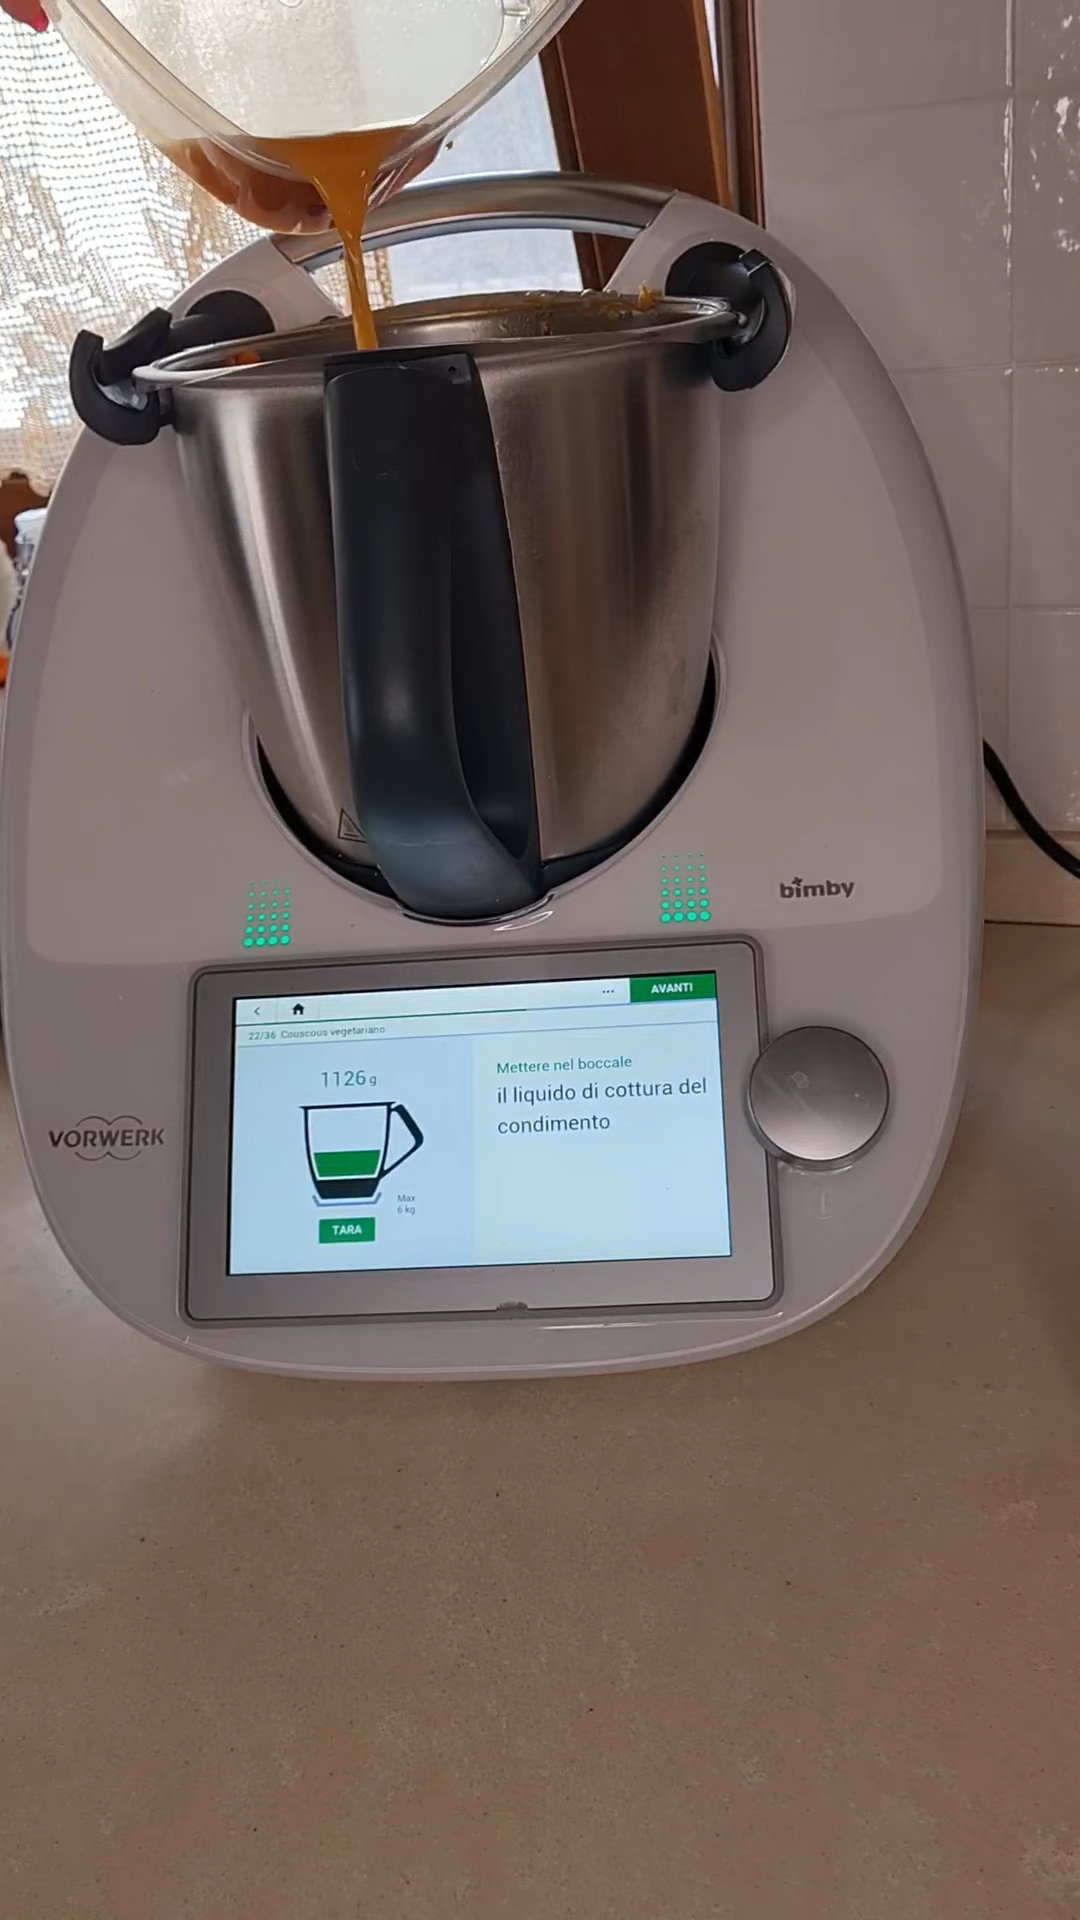 bimby
VORWERK
AVANTI
22/36 Couscous vegetariano
1126 g
Max
6 kg
TARA
Mettere nel boccale
il liquido di cottura del
condimento